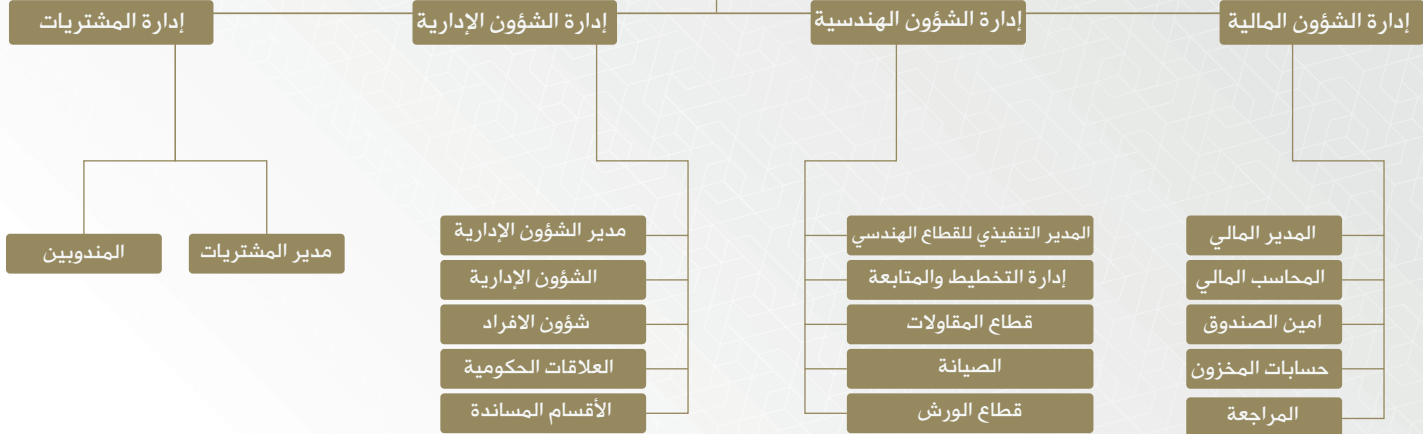 إدارة الشؤون المالية
إدارة الشؤون الهندسية
إدارة الشؤون الإدارية
إدارة المشتريات
المدير المالي
المحاسب المالي
امين الصندوق
حسابات المخزون
المراجعة
المدير التنفيذي للقطاع الهندسي
إدارة التخطيط والمتابعة
قطاع المقاولات
الصيانة
قطاع الورش
مدير الشؤون الإدارية
الشؤون الإدارية
شؤون الافراد
العلاقات الحكومية
الأقسام المساندة
مدير المشتريات
المندوبين